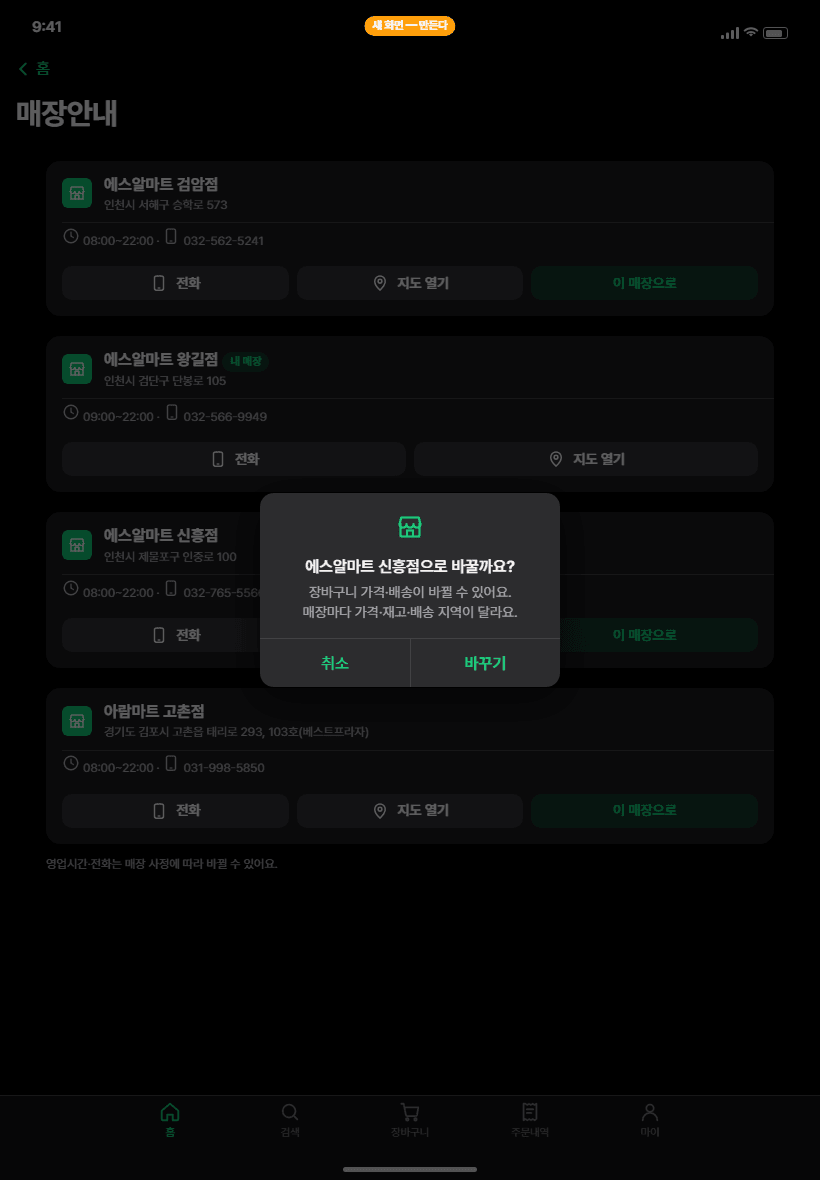 9:41
새 화면 — 만든다
홈
매장안내
에스알마트 검암점
인천시 서해구 승학로 573
08:00~22:00 · 032-562-5241
전화
지도 열기
이 매장으로
에스알마트 왕길점 내 매장
인천시 검단구 단봉로 105
09:00~22:00 · 032-566-9949
전화
지도 열기
에스알마트 신흥점
인천시 제물포구 인중로 100
08:00~22:00 · 032-765-556
전화
이 매장으로
에스알마트 신흥점으로 바꿀까요?
장바구니 가격·배송이 바뀔 수 있어요.
매장마다 가격·재고·배송 지역이 달라요.
취소
바꾸기
아람마트 고촌점
경기도 김포시 고촌읍 태리로 293, 103호(베스트프라자)
08:00~22:00 · 031-998-5850
전화
지도 열기
이 매장으로
영업시간·전화는 매장 사정에 따라 바뀔 수 있어요.
홈
검색
장바구니
주문내역
마이